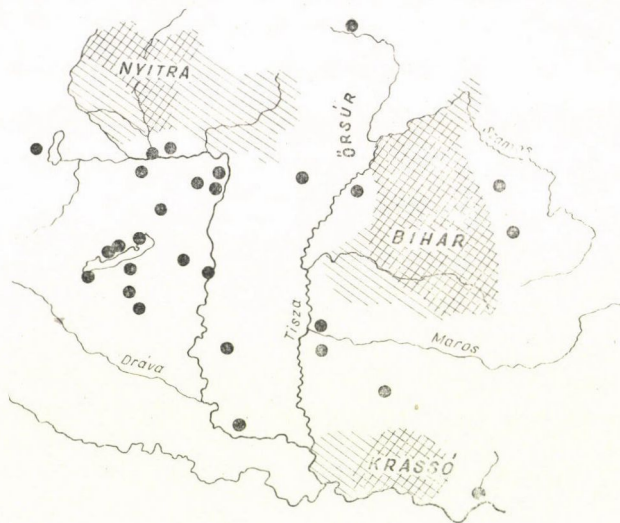 NYITRA
ŐRSÚR
Szamos
BIHAR
Tisza
Maros
Dráva
KRASSÓ